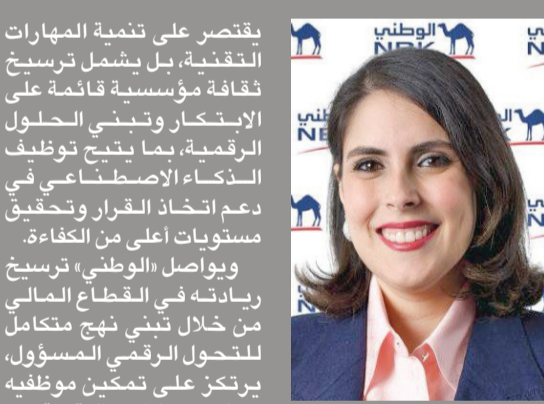 يقتصر على تنمية المهارات
التقنية، بل يشمل ترسيخ
ثقافة مؤسسية قائمة على
الابتكار وتبني الحلول
الرقمية، بما يتيح توظيف
الذكاء الاصطناعي في
دعم اتخاذ القرار وتحقيق
مستويات أعلى من الكفاءة.
ويواصل «الوطني» ترسيخ
ريادته في القطاع المالي
من خلال تبني نهج متكامل
للتحول الرقمي المسؤول،
يرتكز على تمكين موظفيه
الوطني
NBK